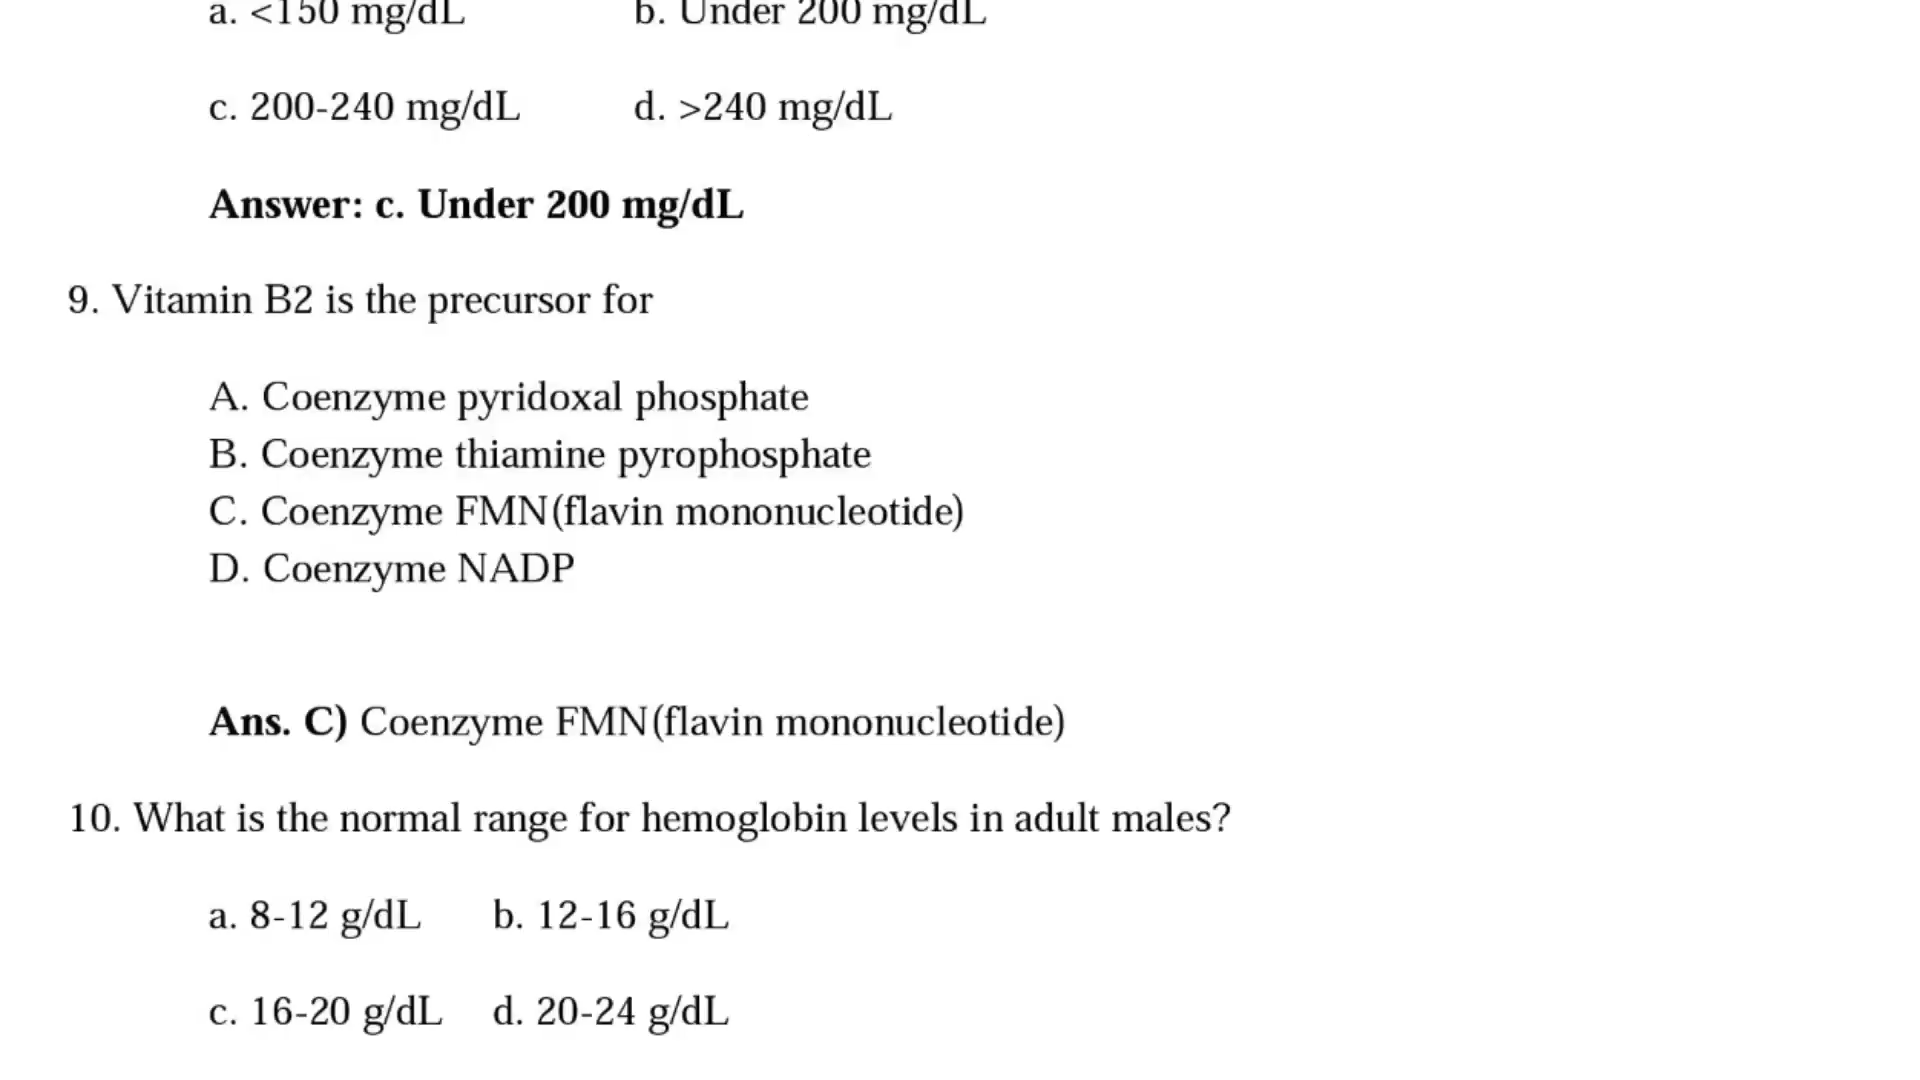 a. <150 mg/dL b. Under 200 mg/dL
c. 200-240 mg/dL d. >240 mg/dL
Answer: c. Under 200 mg/dL
9. Vitamin B2 is the precursor for
A. Coenzyme pyridoxal phosphate
B. Coenzyme thiamine pyrophosphate
C. Coenzyme FMN(flavin mononucleotide)
D. Coenzyme NADP
Ans. C) Coenzyme FMN(flavin mononucleotide)
10. What is the normal range for hemoglobin levels in adult males?
a. 8-12 g/dL b. 12-16 g/dL
c. 16-20 g/dL d. 20-24 g/dL